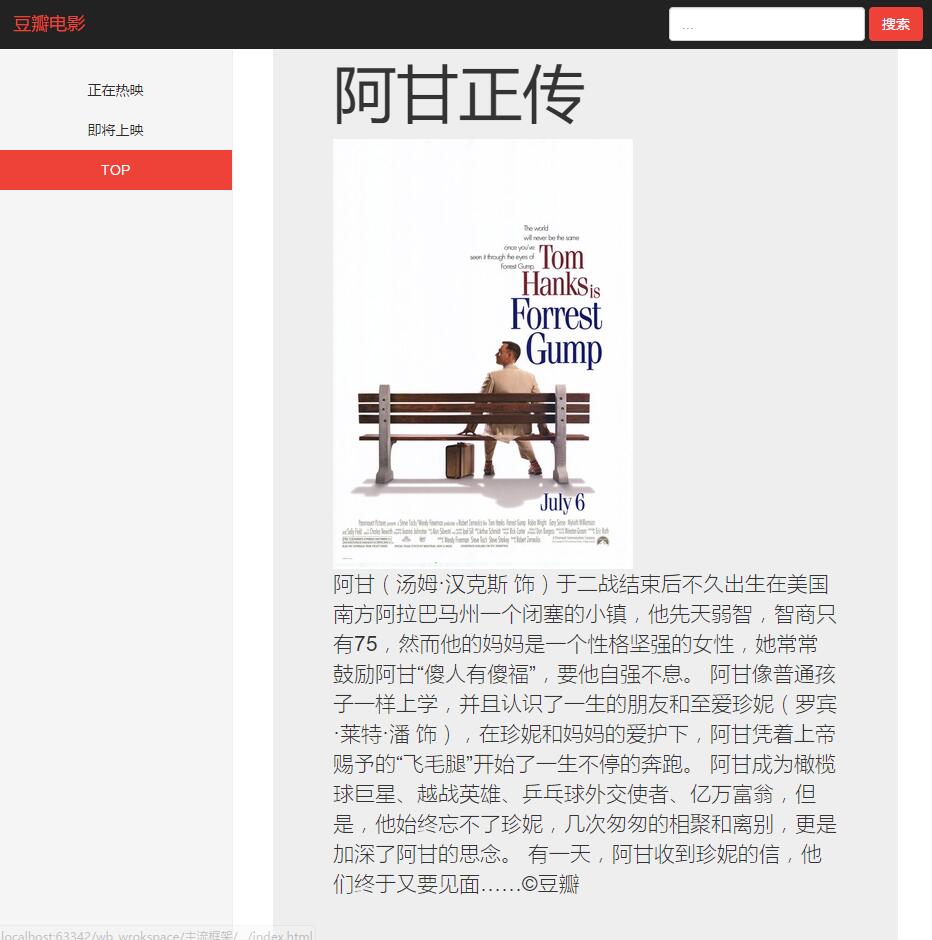 豆瓣电影
...
搜索
正在热映
即将上映
TOP
阿甘正传
The world
will never be the same
once you've
seen it through the eyes of
Forrest Gump.
Tom
Hanks is
Forrest
Gump
July 6
阿甘（汤姆·汉克斯 饰）于二战结束后不久出生在美国
南方阿拉巴马州一个闭塞的小镇，他先天弱智，智商只
有75，然而他的妈妈是一个性格坚强的女性，她常常
鼓励阿甘“傻人有傻福”，要他自强不息。 阿甘像普通孩
子一样上学，并且认识了一生的朋友和至爱珍妮（罗宾
·莱特·潘 饰），在珍妮和妈妈的爱护下，阿甘凭着上帝
赐予的“飞毛腿”开始了一生不停的奔跑。 阿甘成为橄榄
球巨星、越战英雄、乒乓球外交使者、亿万富翁，但
是，他始终忘不了珍妮，几次匆匆的相聚和离别，更是
加深了阿甘的思念。 有一天，阿甘收到珍妮的信，他
们终于又要见面……©豆瓣
localhost:63342/wb_wrokspace/主流框架/.../index.html